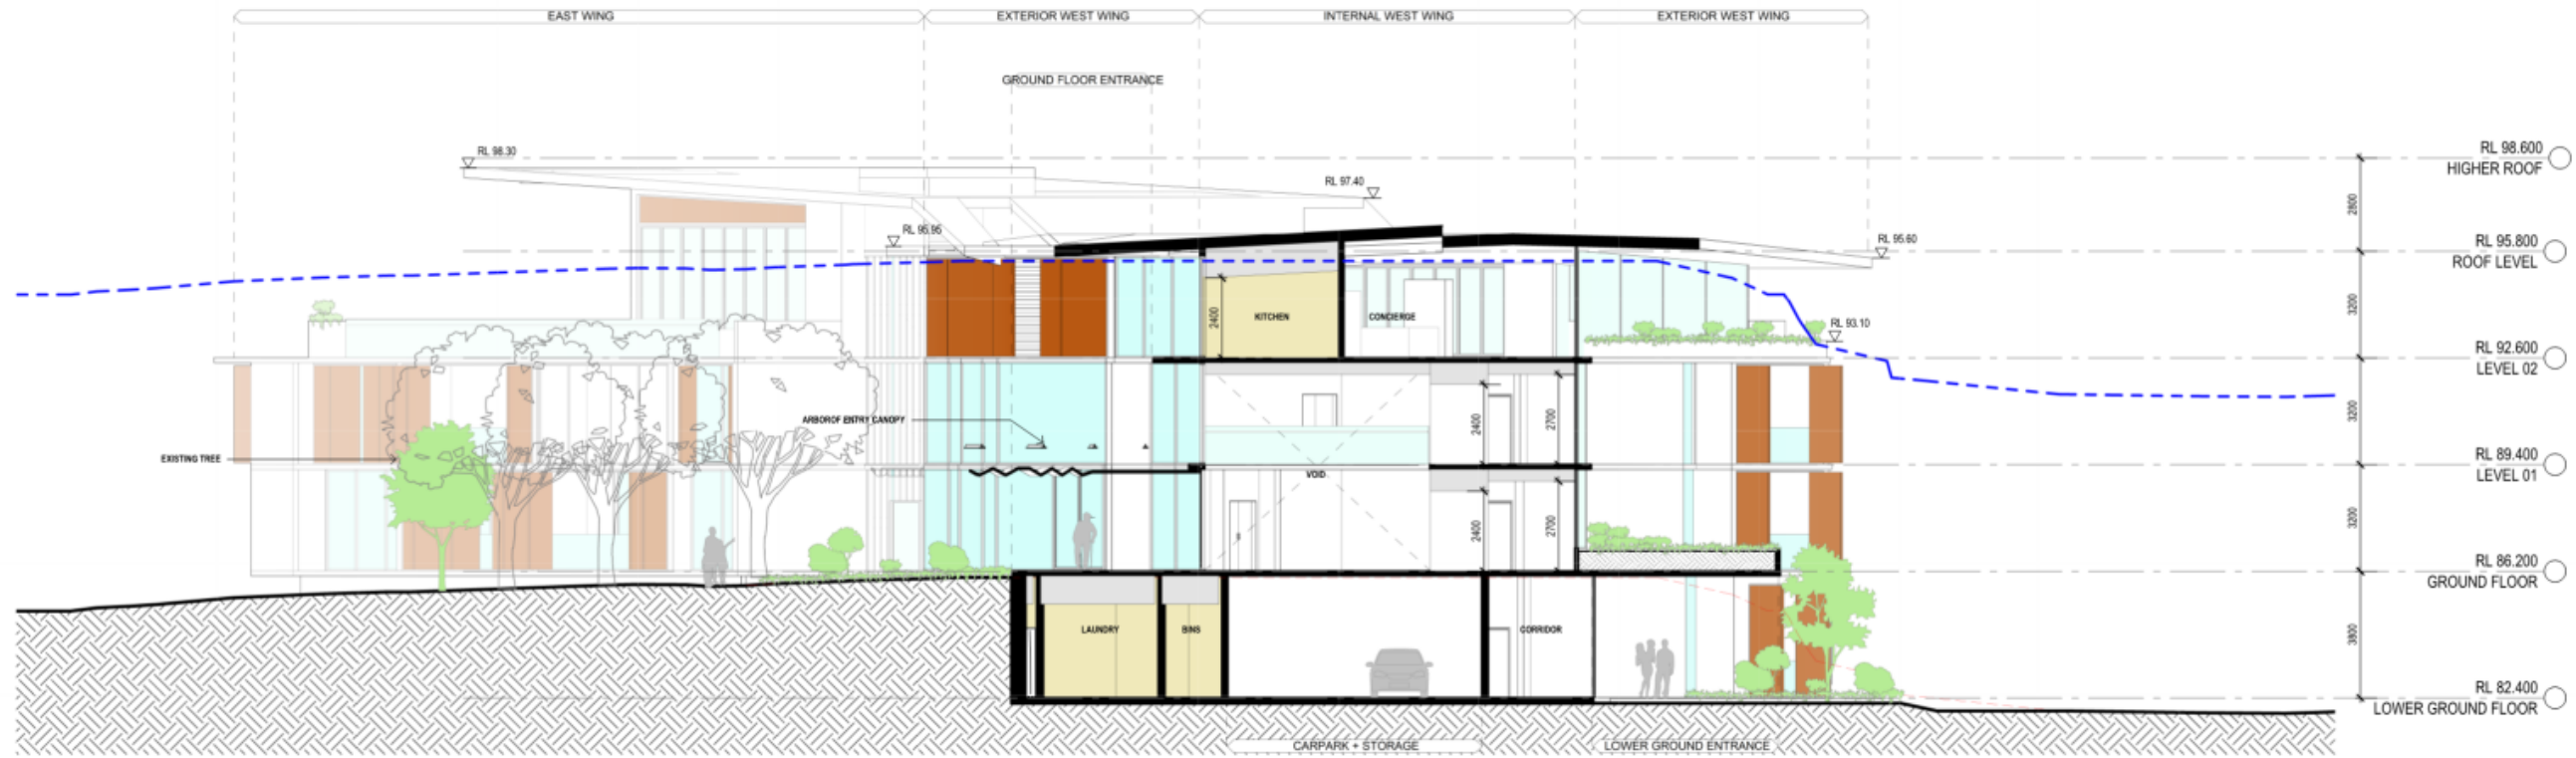 EAST WING
EXTERIOR WEST WING
INTERNAL WEST WING
EXTERIOR WEST WING
GROUND FLOOR ENTRANCE
RL 98.30
RL 97.40
RL 95.95
RL 95.60
RL 93.10
RL 98.600
HIGHER ROOF
2800
RL 95.800
ROOF LEVEL
3200
RL 92.600
LEVEL 02
3200
RL 89.400
LEVEL 01
3200
RL 86.200
GROUND FLOOR
3800
RL 82.400
LOWER GROUND FLOOR
2400
KITCHEN
CONCIERGE
ARBOROF ENTRY CANOPY
EXISTING TREE
2400
2700
VOID
2400
2700
LAUNDRY
BINS
CORRIDOR
CARPARK + STORAGE
LOWER GROUND ENTRANCE